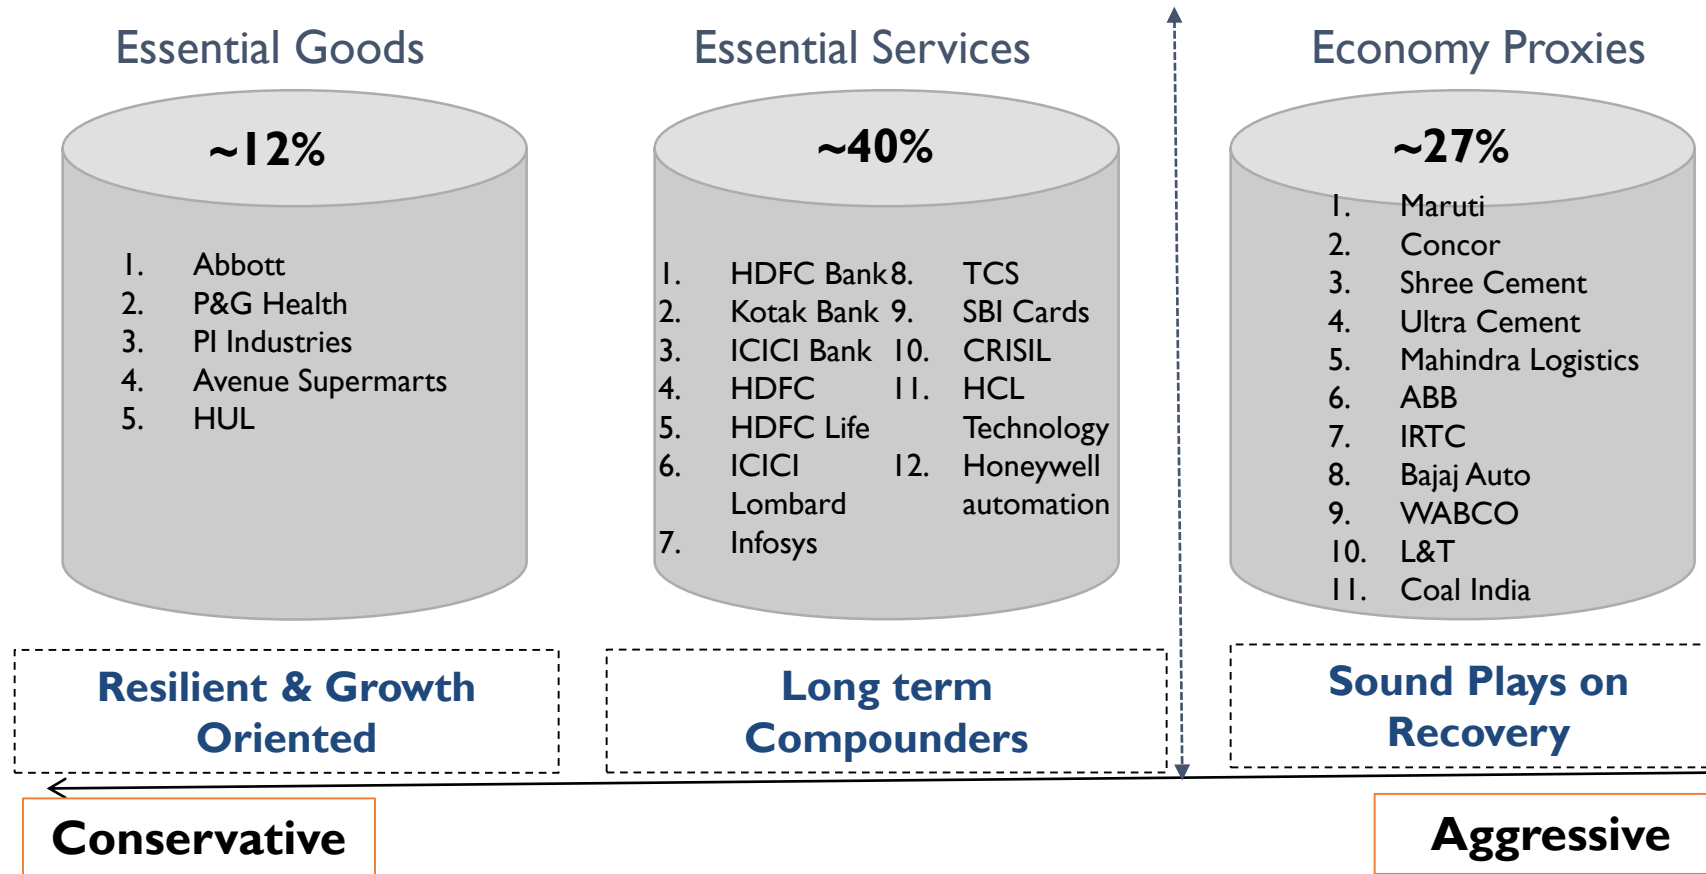 Essential Goods
~12%
1. Abbott
2. P&G Health
3. PI Industries
4. Avenue Supermarts
5. HUL
Resilient & Growth
Oriented
Essential Services
~40%
1. HDFC Bank
2. Kotak Bank
3. ICICI Bank
4. HDFC
5. HDFC Life
6. ICICI
Lombard
7. Infosys
8. TCS
9. SBI Cards
10. CRISIL
11. HCL
Technology
12. Honeywell
automation
Long term
Compounders
Economy Proxies
~27%
1. Maruti
2. Concor
3. Shree Cement
4. Ultra Cement
5. Mahindra Logistics
6. ABB
7. IRTC
8. Bajaj Auto
9. WABCO
10. L&T
11. Coal India
Sound Plays on
Recovery
Conservative
Aggressive